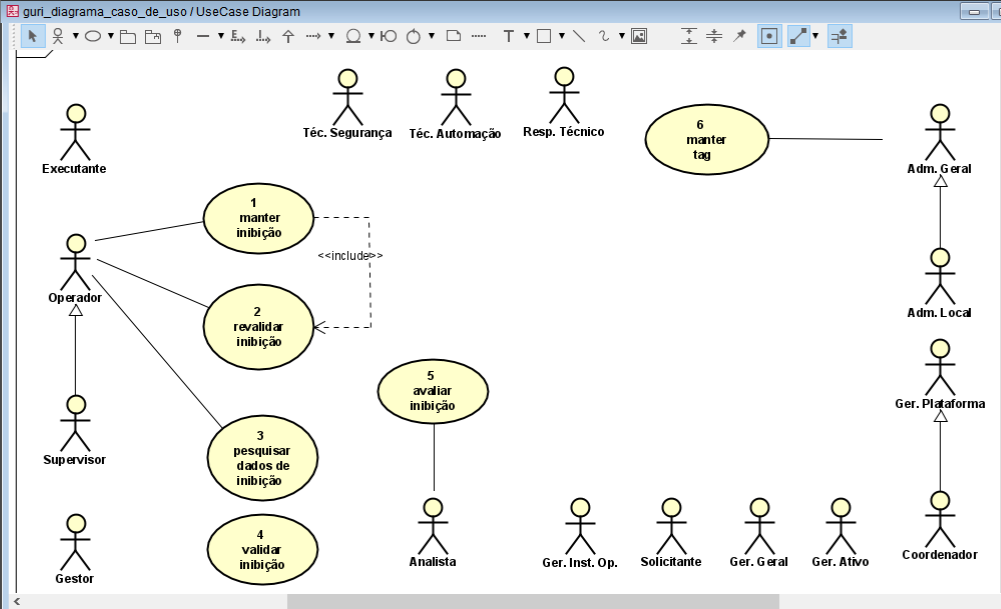 guri_diagrama_caso_de_uso / UseCase Diagram
T
Téc. Segurança
Téc. Automação
Resp. Técnico
6
manter
tag
Executante
Adm. Geral
1
manter
inibição
<<include>>
Operador
2
revalidar
inibição
Adm. Local
5
avaliar
inibição
Ger. Plataforma
3
pesquisar
dados de
inibição
Supervisor
4
validar
inibição
Gestor
Analista
Ger. Inst. Op.
Solicitante
Ger. Geral
Ger. Ativo
Coordenador